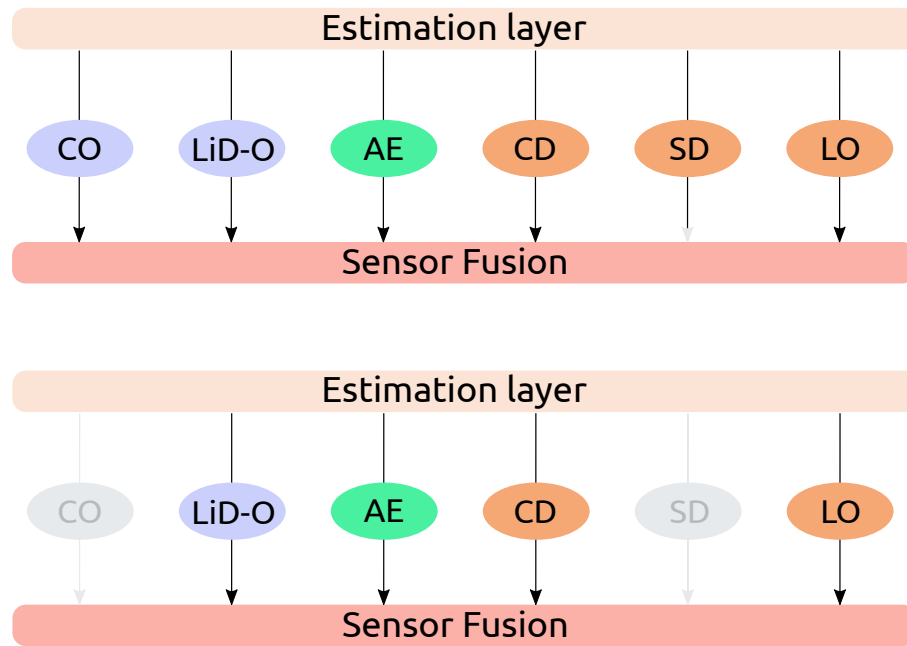 Estimation layer
CO LiD-O AE CD SD LO
Sensor Fusion
Estimation layer
CO LiD-O AE CD SD LO
Sensor Fusion